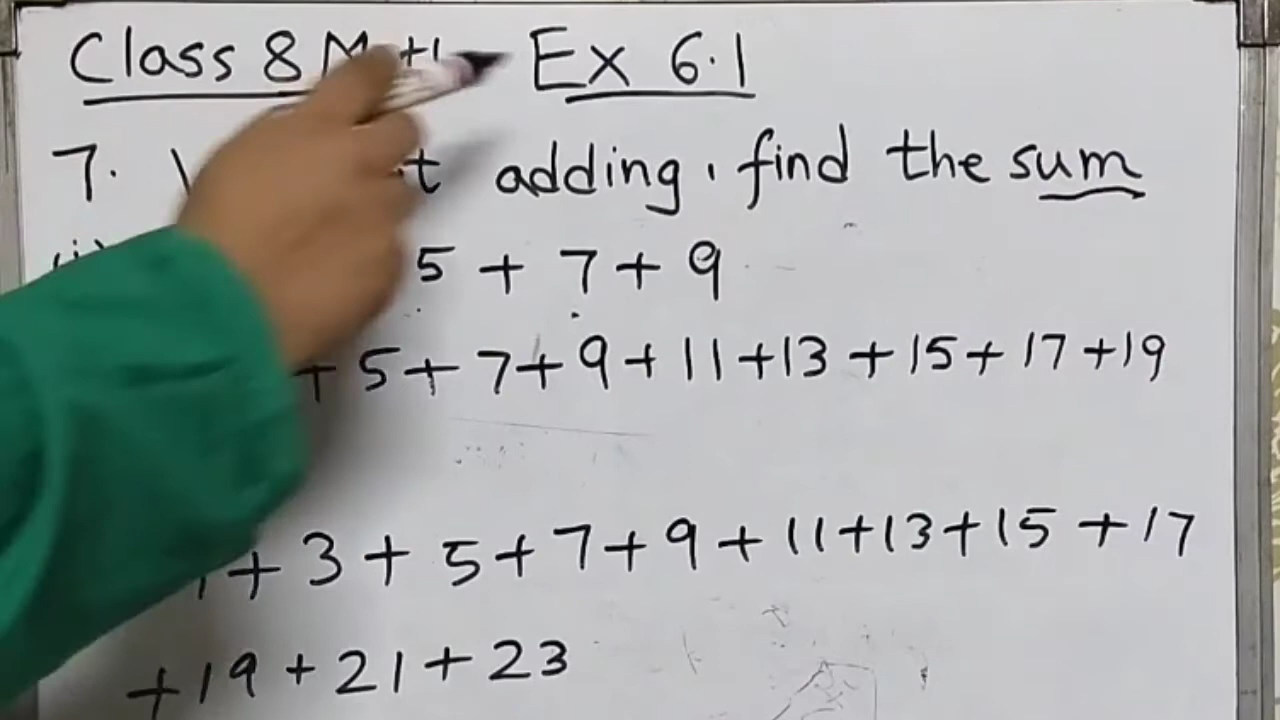 Class 8 Ex 6.1
7. adding, find the sum
5 + 7 + 9
+ 5 + 7 + 9 + 11 + 13 + 15 + 17 + 19
+ 3 + 5 + 7 + 9 + 11 + 13 + 15 + 17
+ 19 + 21 + 23